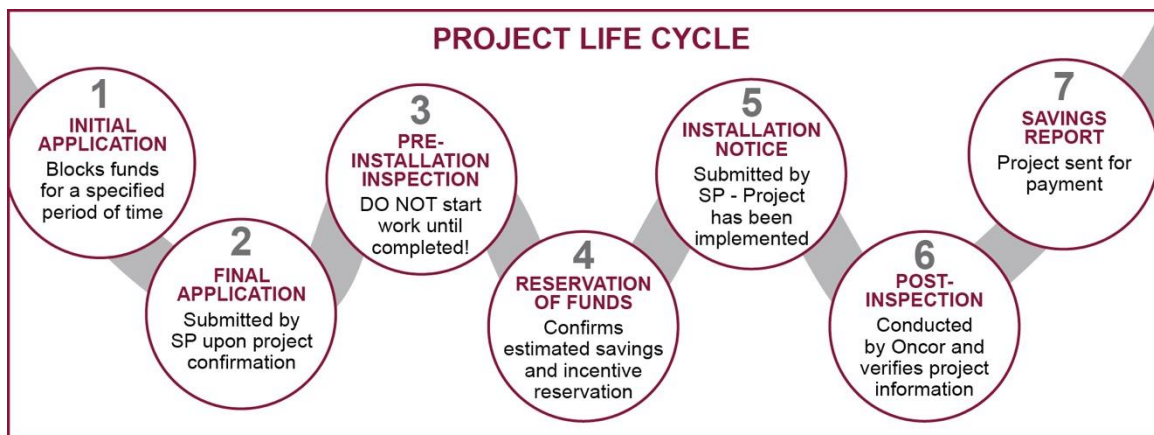 PROJECT LIFE CYCLE
1
INITIAL
APPLICATION
Blocks funds
for a specified
period of time
2
FINAL
APPLICATION
Submitted by
SP upon project
confirmation
3
PRE-
INSTALLATION
INSPECTION
DO NOT start
work until
completed!
4
RESERVATION
OF FUNDS
Confirms
estimated savings
and incentive
reservation
5
INSTALLATION
NOTICE
Submitted by
SP - Project
has been
implemented
6
POST-
INSPECTION
Conducted
by Oncor and
verifies project
information
7
SAVINGS
REPORT
Project sent for
payment